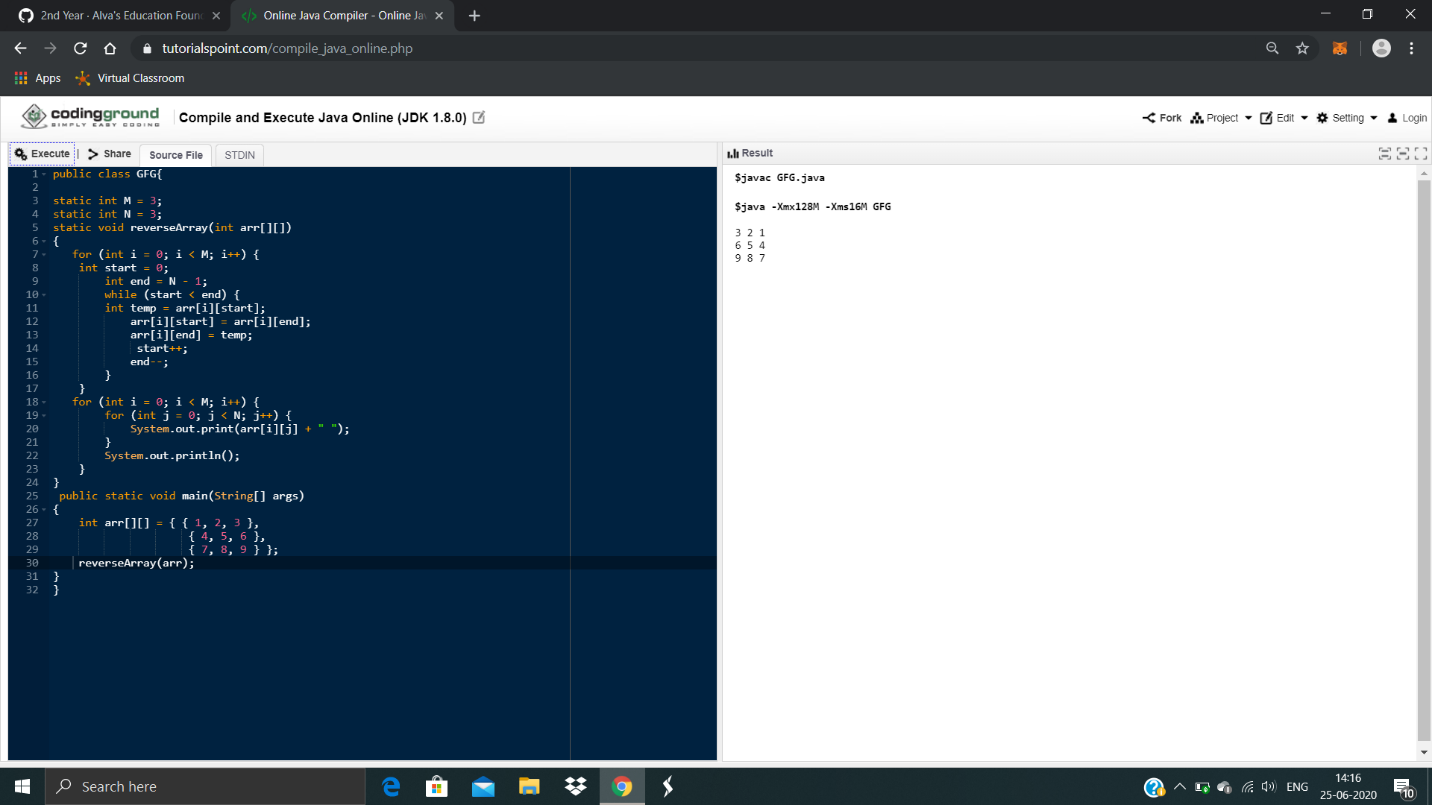 2nd Year - Alva's Education Foun
Online Java Compiler - Online Jav
tutorialspoint.com/compile_java_online.php
Apps
Virtual Classroom
codingground
SIMPLY EASY CODING
Compile and Execute Java Online (JDK 1.8.0)
Fork Project Edit Setting Login
Execute | Share Source File STDIN
Result
1 public class GFG{
2
3 static int M = 3;
4 static int N = 3;
5 static void reverseArray(int arr[][])
6 {
7 for (int i = 0; i < M; i++) {
8 int start = 0;
9 int end = N - 1;
10 while (start < end) {
11 int temp = arr[i][start];
12 arr[i][start] = arr[i][end];
13 arr[i][end] = temp;
14 start++;
15 end--;
16 }
17 }
18 for (int i = 0; i < M; i++) {
19 for (int j = 0; j < N; j++) {
20 System.out.print(arr[i][j] + " ");
21 }
22 System.out.println();
23 }
24 }
25 public static void main(String[] args)
26 {
27 int arr[][] = { { 1, 2, 3 },
28 { 4, 5, 6 },
29 { 7, 8, 9 } };
30 reverseArray(arr);
31 }
32 }
$javac GFG.java
$java -Xmx128M -Xms16M GFG
3 2 1
6 5 4
9 8 7
Search here
ENG
14:16
25-06-2020
10